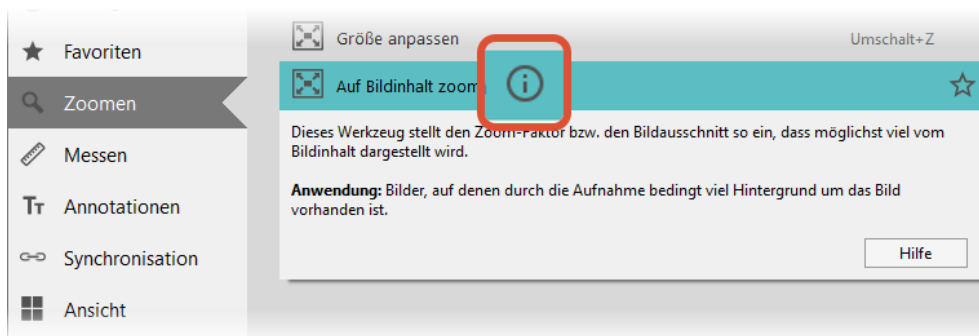 Favoriten
Zoomen
Messen
Annotationen
Synchronisation
Ansicht
Größe anpassen Umschalt+Z
Auf Bildinhalt zoom
Dieses Werkzeug stellt den Zoom-Faktor bzw. den Bildausschnitt so ein, dass möglichst viel vom
Bildinhalt dargestellt wird.
Anwendung: Bilder, auf denen durch die Aufnahme bedingt viel Hintergrund um das Bild
vorhanden ist.
Hilfe